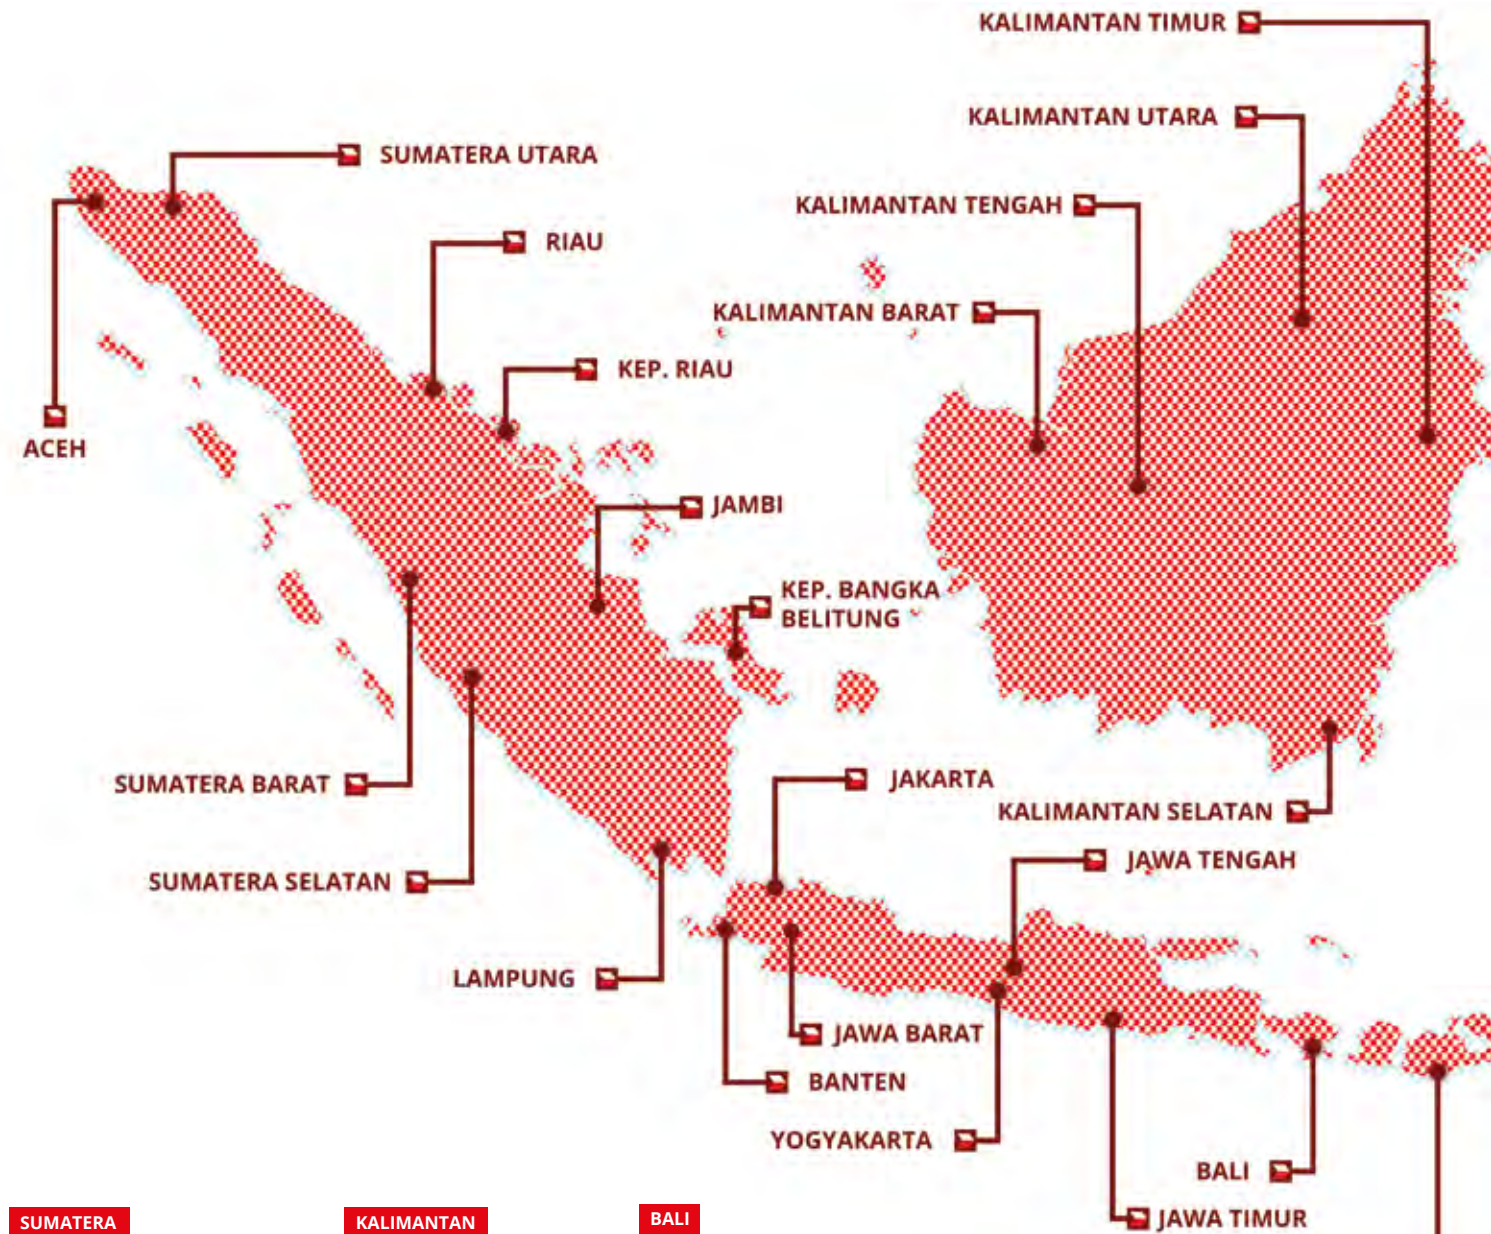 KALIMANTAN TIMUR
KALIMANTAN UTARA
SUMATERA UTARA
KALIMANTAN TENGAH
RIAU
KALIMANTAN BARAT
KEP. RIAU
ACEH
JAMBI
KEP. BANGKA
BELITUNG
SUMATERA BARAT
JAKARTA
KALIMANTAN SELATAN
JAWA TENGAH
SUMATERA SELATAN
LAMPUNG
JAWA BARAT
BANTEN
YOGYAKARTA
BALI
JAWA TIMUR
SUMATERA
KALIMANTAN
BALI